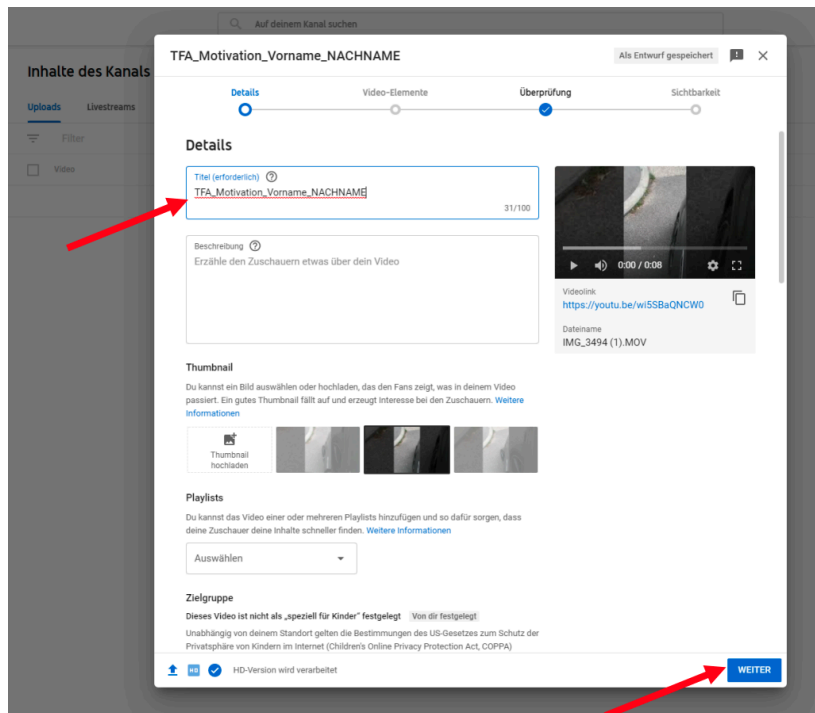 Auf deinem Kanal suchen
TFA_Motivation_Vorname_NACHNAME
Als Entwurf gespeichert
Inhalte des Kanals
Details
Video-Elemente
Überprüfung
Sichtbarkeit
Uploads
Livestreams
Filter
Video
Details
Titel (erforderlich)
TFA_Motivation_Vorname_NACHNAME
31/100
Beschreibung
Erzähle den Zuschauern etwas über dein Video
0:00 / 0:08
Videolink
https://youtu.be/wi5SBaQNCW0
Dateiname
IMG_3494 (1).MOV
Thumbnail
Du kannst ein Bild auswählen oder hochladen, das den Fans zeigt, was in deinem Video
passiert. Ein gutes Thumbnail fällt auf und erzeugt Interesse bei den Zuschauern. Weitere
Informationen
Thumbnail
hochladen
Playlists
Du kannst das Video einer oder mehreren Playlists hinzufügen und so dafür sorgen, dass
deine Zuschauer deine Inhalte schneller finden. Weitere Informationen
Auswählen
Zielgruppe
Dieses Video ist nicht als „speziell für Kinder“ festgelegt Von dir festgelegt
Unabhängig von deinem Standort gelten die Bestimmungen des US-Gesetzes zum Schutz der
Privatsphäre von Kindern im Internet (Children's Online Privacy Protection Act, COPPA)
HD
HD-Version wird verarbeitet
WEITER